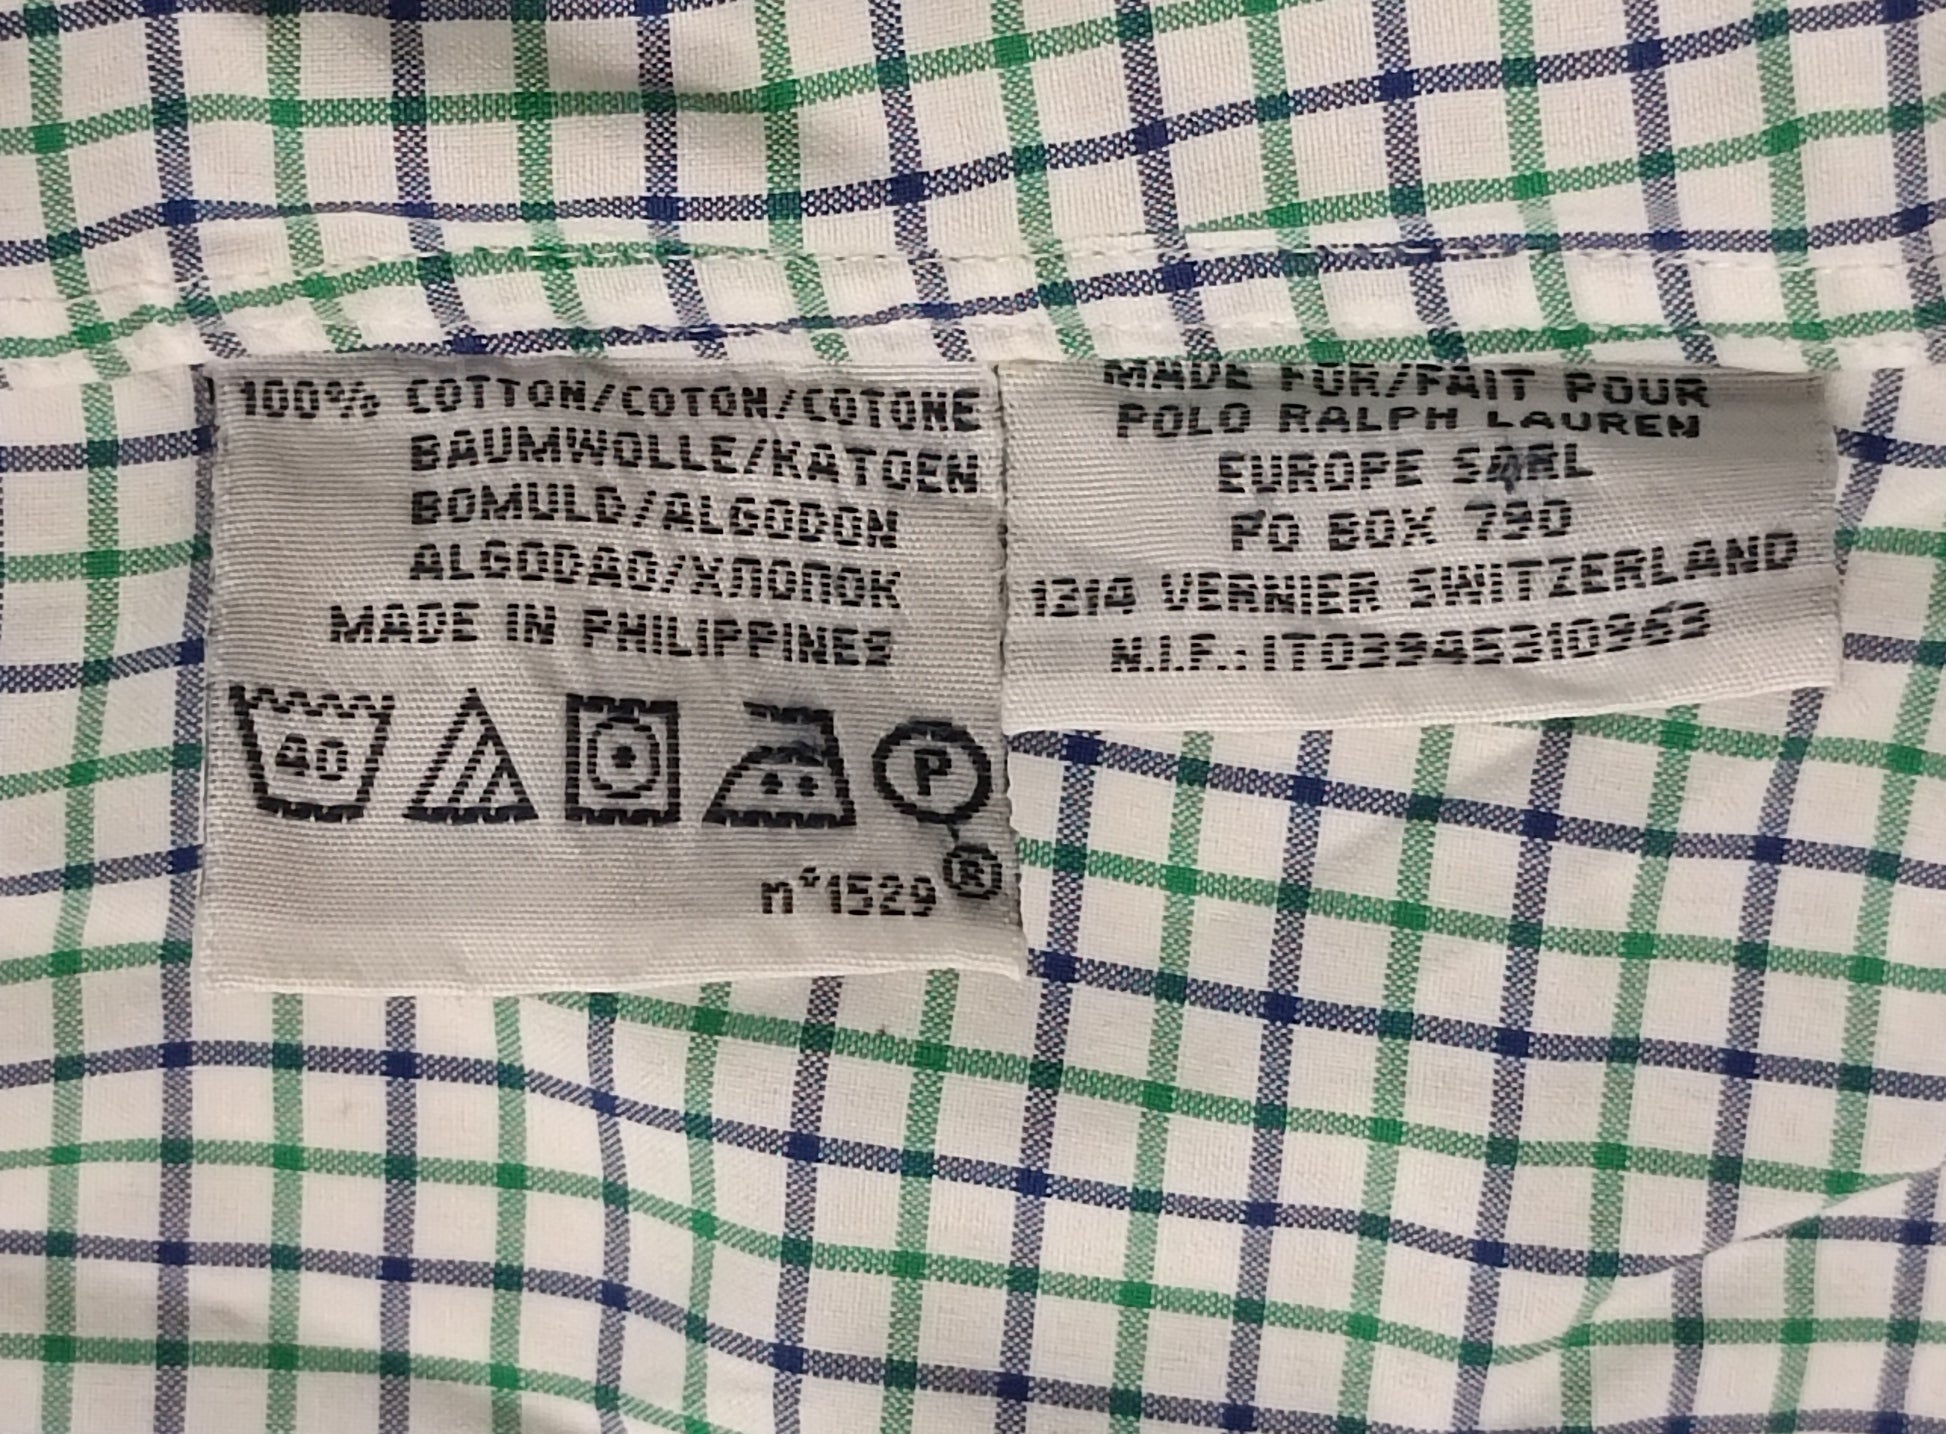 100% COTTON/COTON/COTONE
BAUMWOLLE/KATOEN
BOMULD/ALGODON
ALGODAO/ХЛОПОК
MADE IN PHILIPPINES
40
P
n°1529 ®
MADE FOR/FAIT POUR
POLO RALPH LAUREN
EUROPE SARL
PO BOX 790
1214 VERNIER SWITZERLAND
N.I.F.: IT03945310963